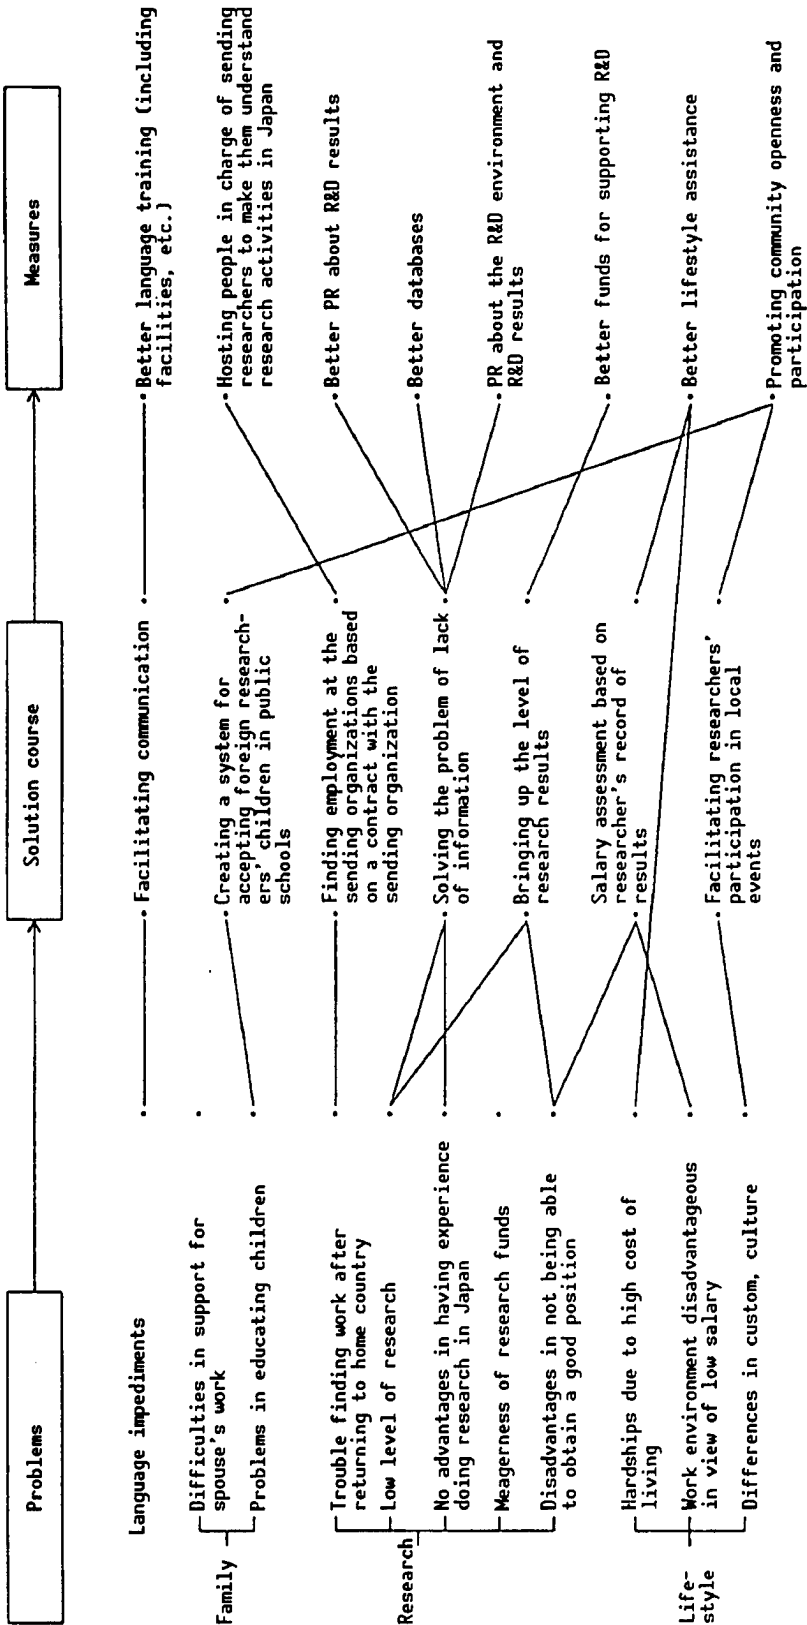 Problems
Solution course
Measures
Language impediments
Family
Difficulties in support for
spouse's work
Problems in educating children
Research
Trouble finding work after
returning to home country
Low level of research
No advantages in having experience
doing research in Japan
Meagerness of research funds
Disadvantages in not being able
to obtain a good position
Life-
style
Hardships due to high cost of
living
Work environment disadvantageous
in view of low salary
Differences in custom, culture
Facilitating communication
Creating a system for
accepting foreign research-
ers' children in public
schools
Finding employment at the
sending organizations based
on a contract with the
sending organization
Solving the problem of lack
of information
Bringing up the level of
research results
Salary assessment based on
researcher's record of
results
Facilitating researchers'
participation in local
events
Better language training (including
facilities, etc.)
Hosting people in charge of sending
researchers to make them understand
research activities in Japan
Better PR about R&D results
Better databases
PR about the R&D environment and
R&D results
Better funds for supporting R&D
Better lifestyle assistance
Promoting community openness and
participation